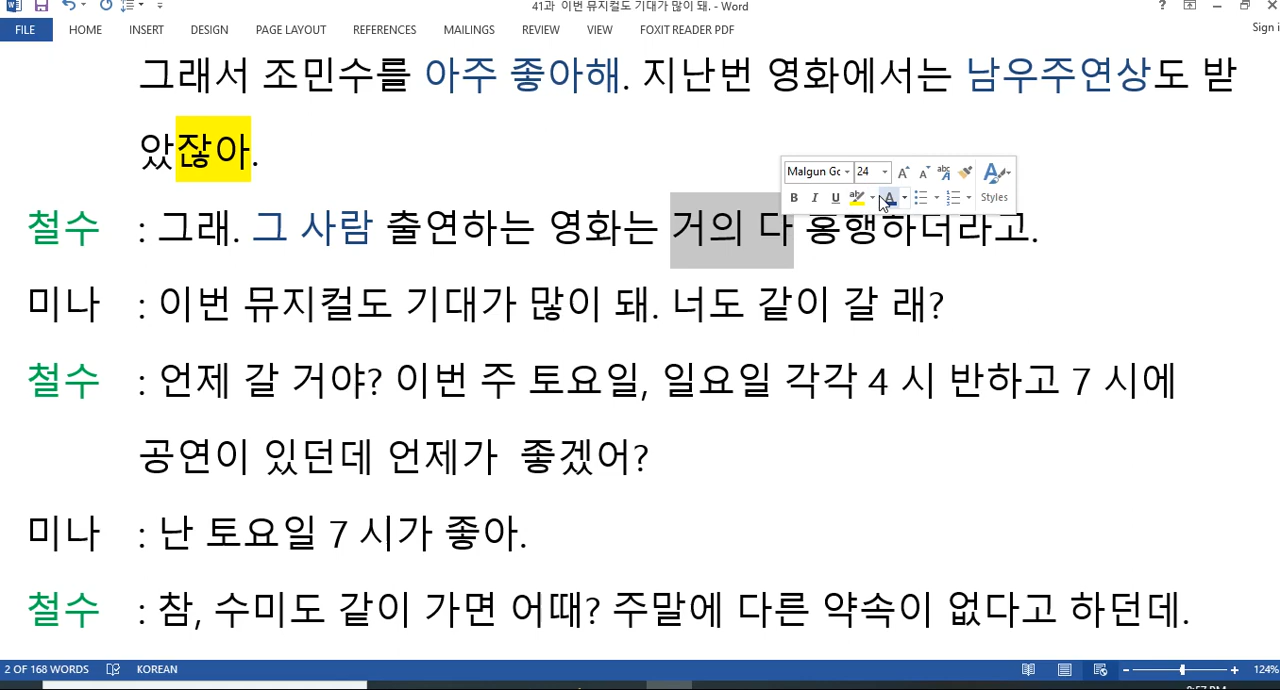 41과 이번 뮤지컬도 기대가 많이 돼. - Word
?
FILE HOME INSERT DESIGN PAGE LAYOUT REFERENCES MAILINGS REVIEW VIEW FOXIT READER PDF Sign i
그래서 조민수를 아주 좋아해. 지난번 영화에서는 남우주연상도 받
았잖아.
Malgun Gc 24
B I U Styles
철수 : 그래. 그 사람 출연하는 영화는 거의 다 흥행하더라고.
미나 : 이번 뮤지컬도 기대가 많이 돼. 너도 같이 갈 래?
철수 : 언제 갈 거야? 이번 주 토요일, 일요일 각각 4 시 반하고 7 시에
공연이 있던데 언제가 좋겠어?
미나 : 난 토요일 7 시가 좋아.
철수 : 참, 수미도 같이 가면 어때? 주말에 다른 약속이 없다고 하던데.
2 OF 168 WORDS KOREAN 124%